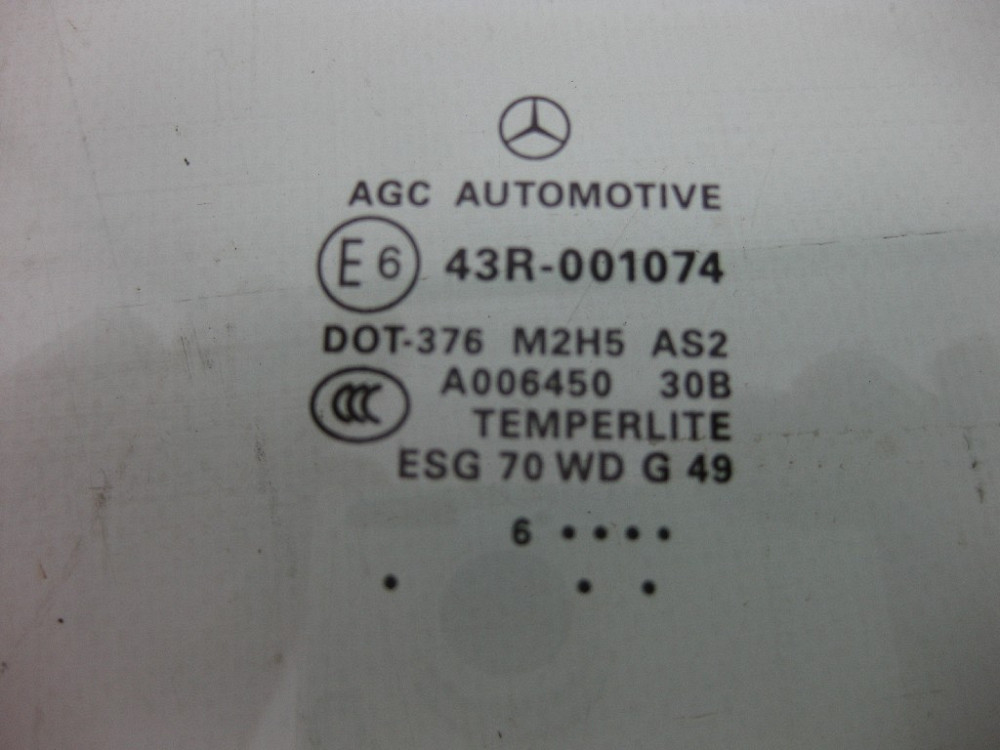 AGC AUTOMOTIVE
E6 43R-001074
DOT-376 M2H5 AS2
A006450 30B
TEMPERLITE
ESG 70 WD G 49
6 ••••
• • •